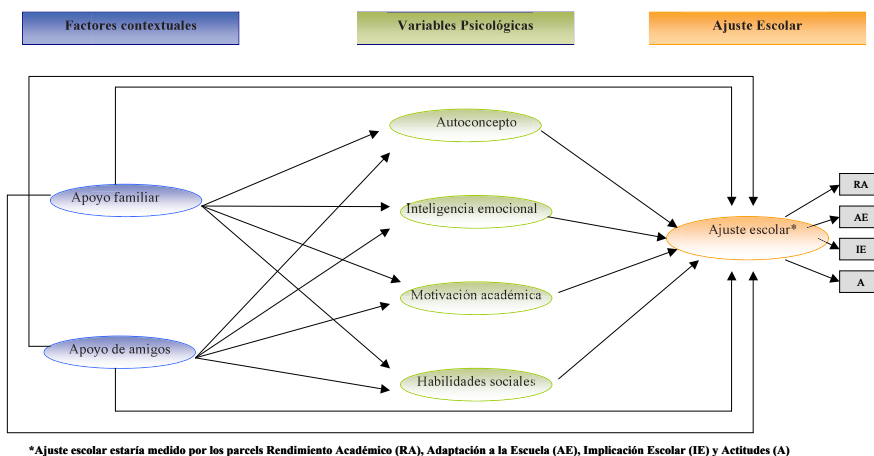 Factores contextuales
Variables Psicológicas
Ajuste Escolar
Autoconcepto
Apoyo familiar
Inteligencia emocional
Ajuste escolar*
RA
AE
IE
A
Motivación académica
Apoyo de amigos
Habilidades sociales
*Ajuste escolar estaría medido por los parcels Rendimiento Académico (RA), Adaptación a la Escuela (AE), Implicación Escolar (IE) y Actitudes (A)